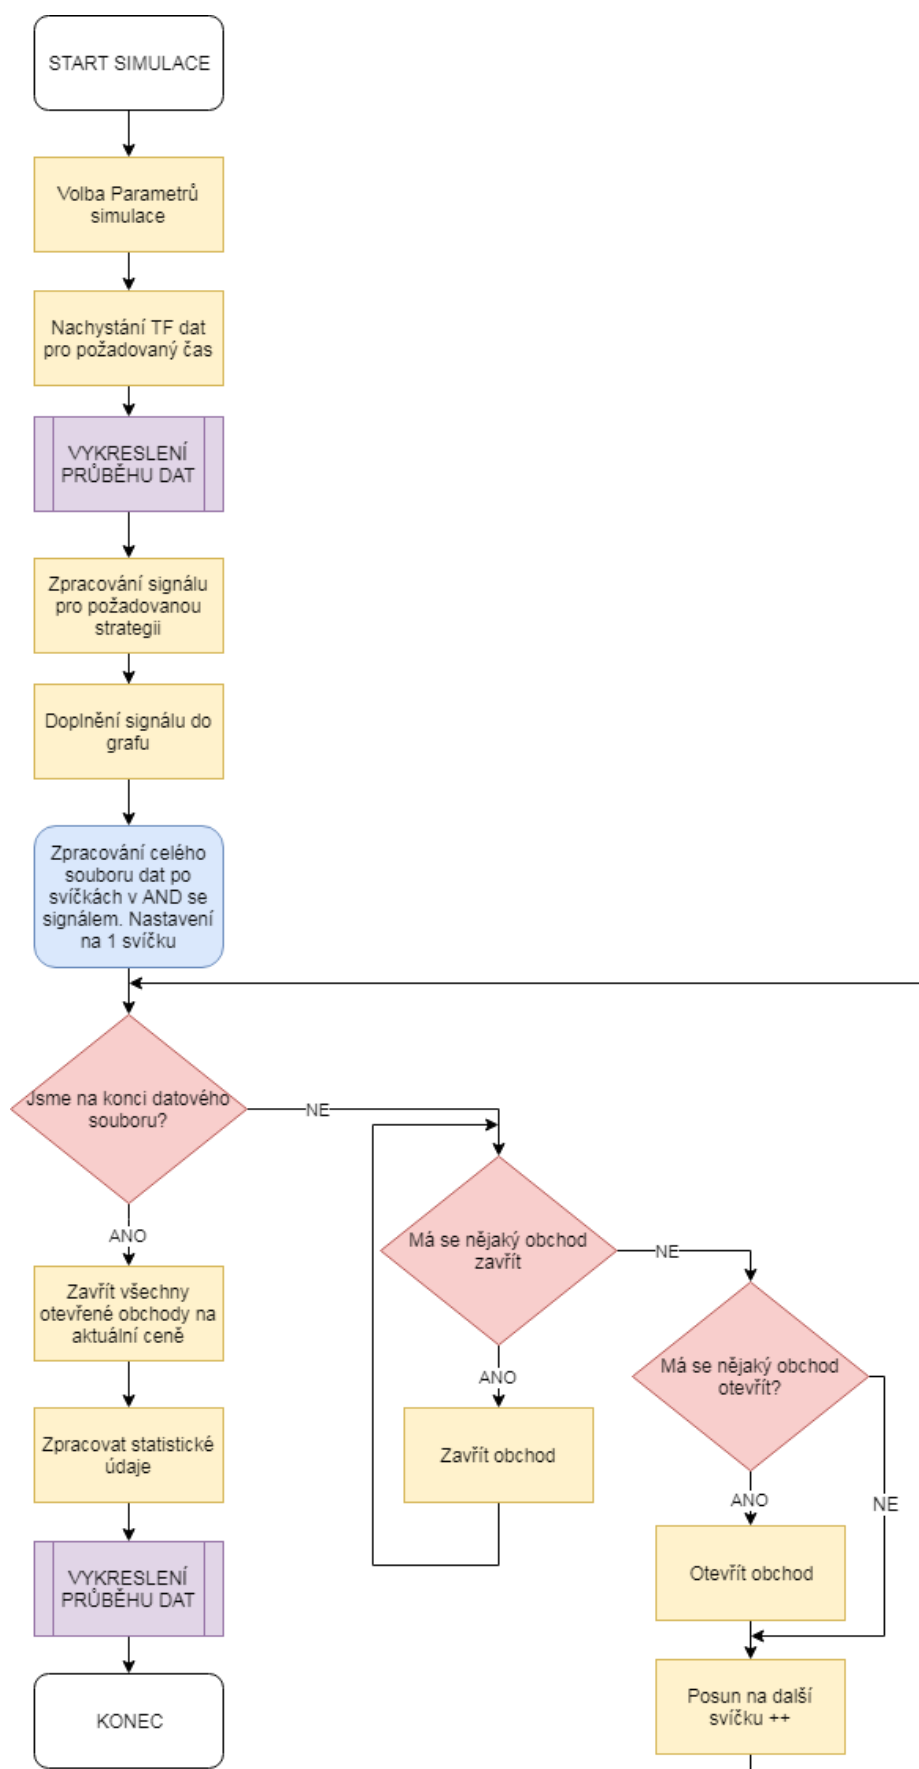 START SIMULACE
Volba Parametrů
simulace
Nachystání TF dat
pro požadovaný čas
VYKRESLENÍ
PRŮBĚHU DAT
Zpracování signálu
pro požadovanou
strategii
Doplnění signálu do
grafu
Zpracování celého
souboru dat po
svíčkách v AND se
signálem. Nastavení
na 1 svíčku
Jsme na konci datového
souboru?
NE
ANO
Má se nějaký obchod
zavřít
NE
ANO
Zavřít všechny
otevřené obchody na
aktuální ceně
Má se nějaký obchod
otevřít?
Zavřít obchod
Zpracovat statistické
údaje
ANO
NE
VYKRESLENÍ
PRŮBĚHU DAT
Otevřít obchod
KONEC
Posun na další
svíčku ++